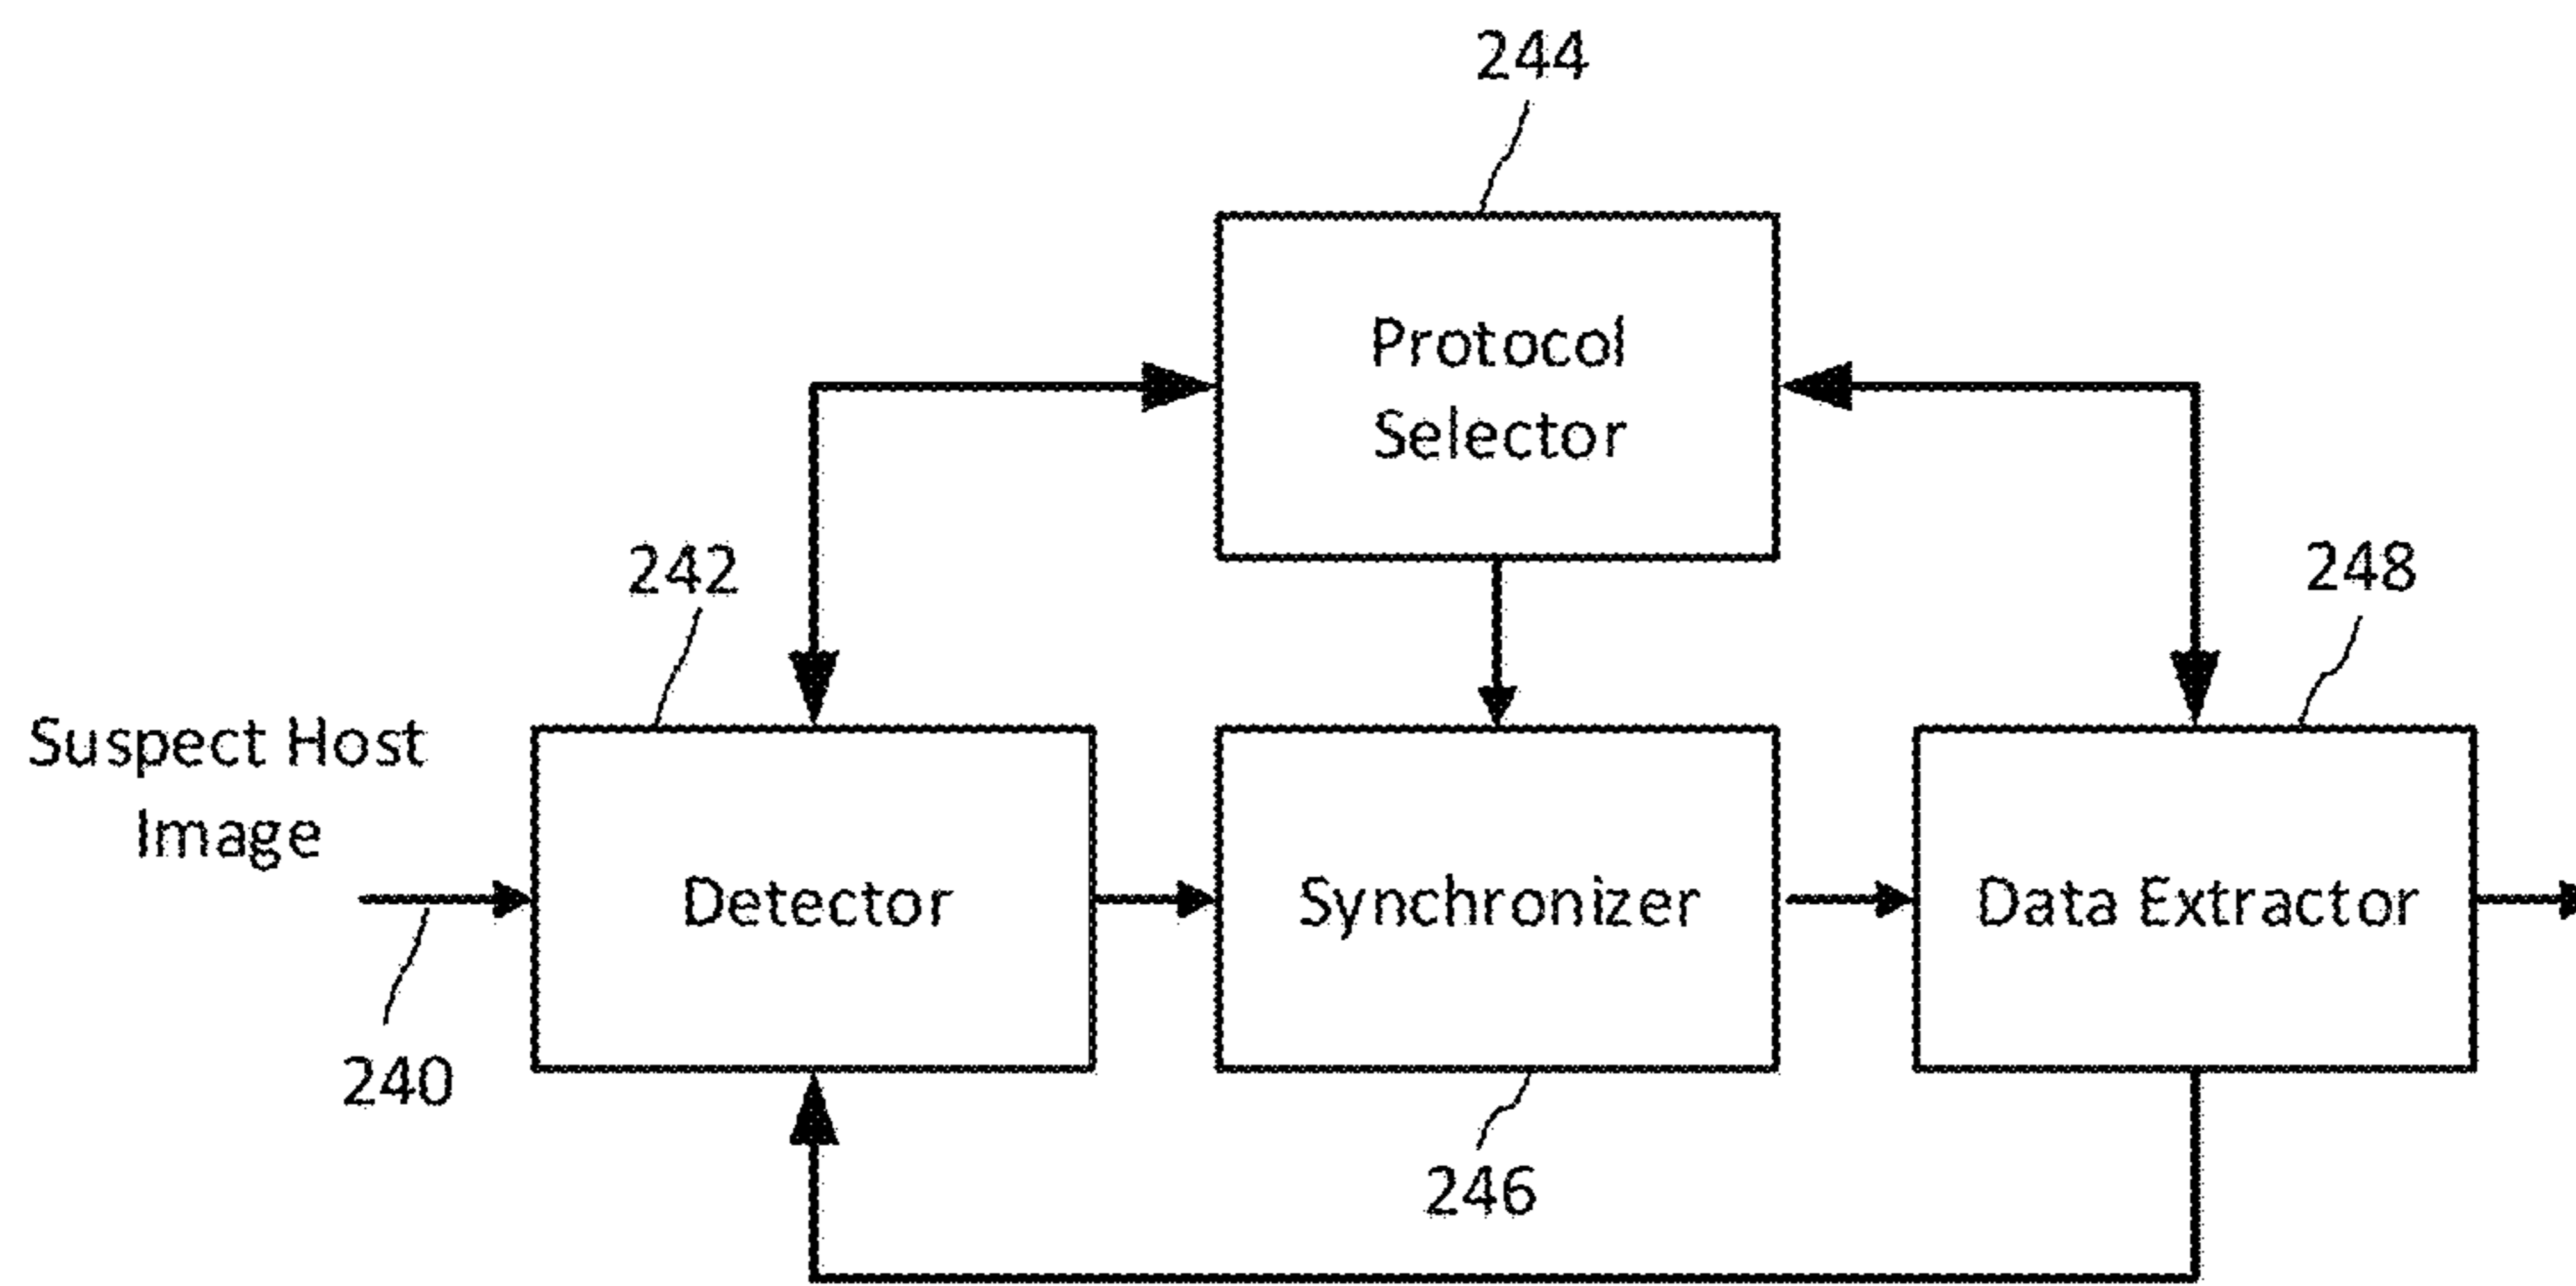 244
Protocol
Selector
242
248
Suspect Host
Image
Detector
Synchronizer
Data Extractor
240
246